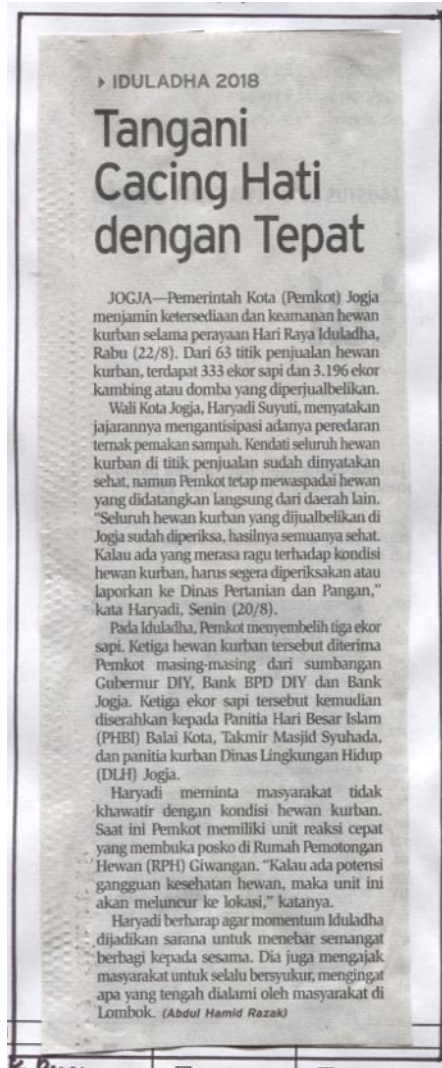 IDULADHA 2018
Tangani
Cacing Hati
dengan Tepat
JOGJA—Pemerintah Kota (Pemkot) Jogja
menjamin ketersediaan dan keamanan hewan
kurban selama perayaan Hari Raya Iduladha,
Rabu (22/8). Dari 63 titik penjualan hewan
kurban, terdapat 333 ekor sapi dan 3.196 ekor
kambing atau domba yang diperjualbelikan.
Wali Kota Jogja, Haryadi Suyuti, menyatakan
jajarannya mengantisipasi adanya peredaran
ternak pemakan sampah. Kendati seluruh hewan
kurban di titik penjualan sudah dinyatakan
sehat, namun Pemkot tetap mewaspadai hewan
yang didatangkan langsung dari daerah lain.
“Seluruh hewan kurban yang dijualbelikan di
Jogja sudah diperiksa, hasilnya semuanya sehat.
Kalau ada yang merasa ragu terhadap kondisi
hewan kurban, harus segera diperiksakan atau
laporkan ke Dinas Pertanian dan Pangan,”
kata Haryadi, Senin (20/8).
Pada Iduladha, Pemkot menyembelih tiga ekor
sapi. Ketiga hewan kurban tersebut diterima
Pemkot masing-masing dari sumbangan
Gubernur DIY, Bank BPD DIY dan Bank
Jogja. Ketiga ekor sapi tersebut kemudian
diserahkan kepada Panitia Hari Besar Islam
(PHBI) Balai Kota, Takmir Masjid Syuhada,
dan panitia kurban Dinas Lingkungan Hidup
(DLH) Jogja.
Haryadi meminta masyarakat tidak
khawatir dengan kondisi hewan kurban.
Saat ini Pemkot memiliki unit reaksi cepat
yang membuka posko di Rumah Pemotongan
Hewan (RPH) Giwangan. “Kalau ada potensi
gangguan kesehatan hewan, maka unit ini
akan meluncur ke lokasi,” katanya.
Haryadi berharap agar momentum Iduladha
dijadikan sarana untuk menebar semangat
berbagi kepada sesama. Dia juga mengajak
masyarakat untuk selalu bersyukur, mengingat
apa yang tengah dialami oleh masyarakat di
Lombok. (Abdul Hamid Razak)